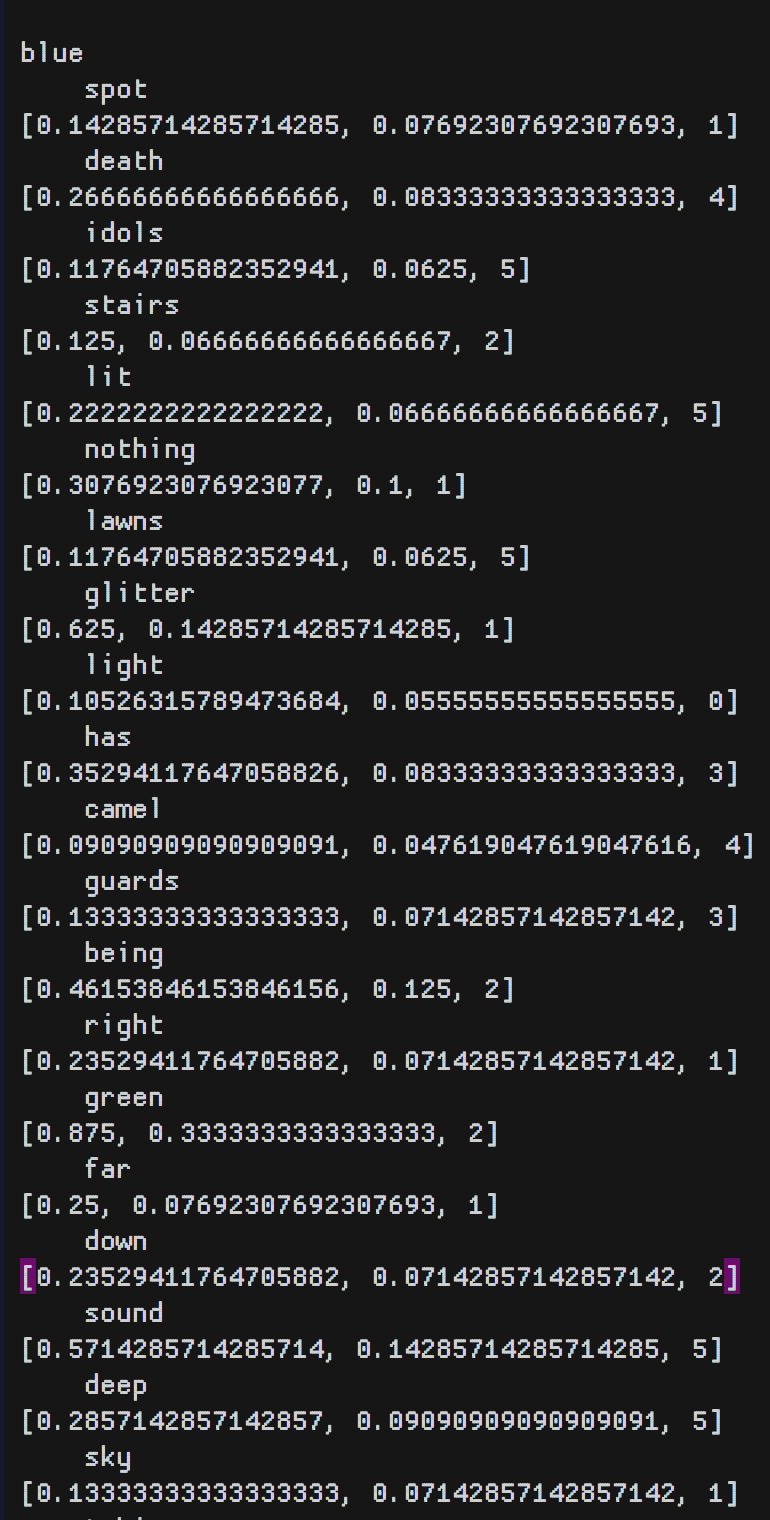 blue
    spot
[0.14285714285714285, 0.07692307692307693, 1]
    death
[0.26666666666666666, 0.08333333333333333, 4]
    idols
[0.11764705882352941, 0.0625, 5]
    stairs
[0.125, 0.06666666666666667, 2]
    lit
[0.2222222222222222, 0.06666666666666667, 5]
    nothing
[0.3076923076923077, 0.1, 1]
    lawns
[0.11764705882352941, 0.0625, 5]
    glitter
[0.625, 0.14285714285714285, 1]
    light
[0.10526315789473684, 0.05555555555555555, 0]
    has
[0.35294117647058826, 0.08333333333333333, 3]
    camel
[0.09090909090909091, 0.047619047619047616, 4]
    guards
[0.13333333333333333, 0.07142857142857142, 3]
    being
[0.46153846153846156, 0.125, 2]
    right
[0.23529411764705882, 0.07142857142857142, 1]
    green
[0.875, 0.3333333333333333, 2]
    far
[0.25, 0.07692307692307693, 1]
    down
[0.23529411764705882, 0.07142857142857142, 2]
    sound
[0.5714285714285714, 0.14285714285714285, 5]
    deep
[0.2857142857142857, 0.09090909090909091, 5]
    sky
[0.13333333333333333, 0.07142857142857142, 1]